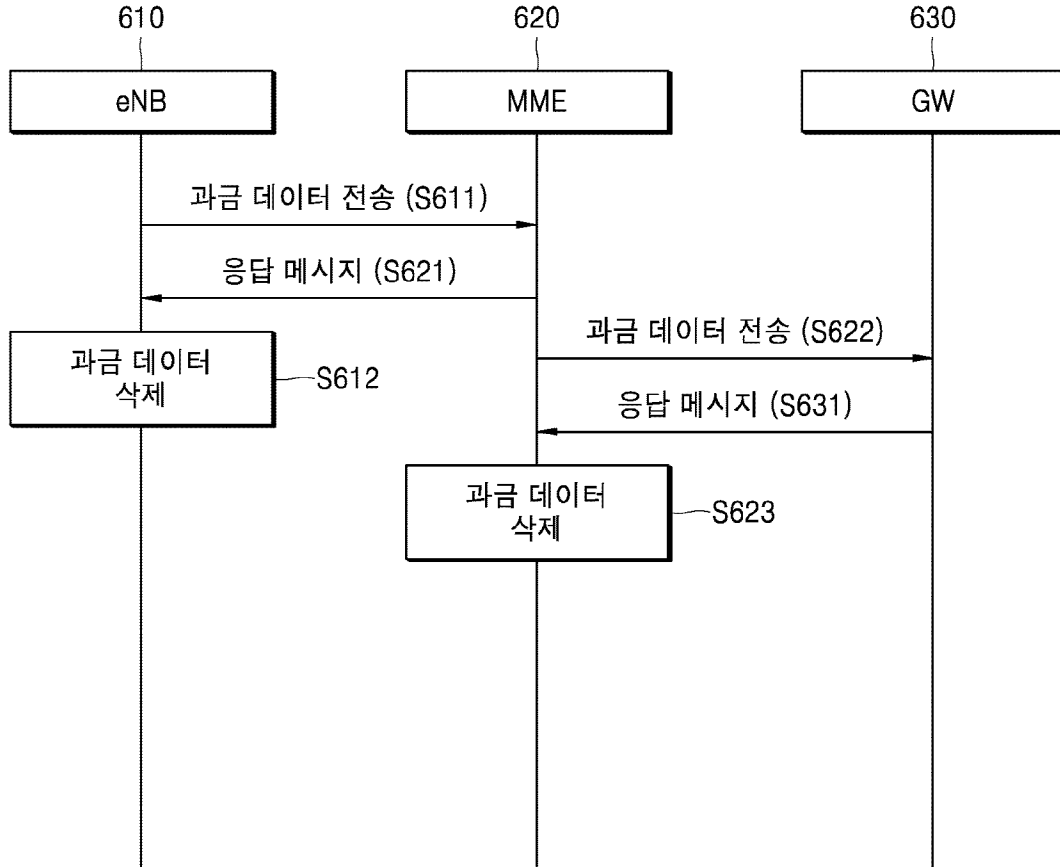 610
620
630
eNB
MME
GW
과금 데이터 전송 (S611)
응답 메시지 (S621)
과금 데이터 전송 (S622)
과금 데이터
삭제
S612
응답 메시지 (S631)
과금 데이터
삭제
S623